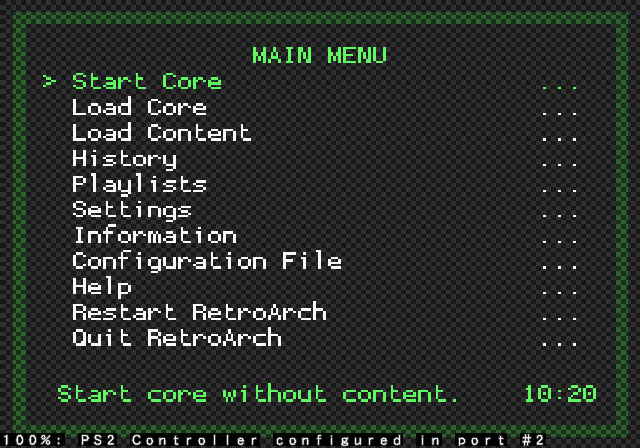 MAIN MENU
> Start Core ...
Load Core ...
Load Content ...
History ...
Playlists ...
Settings ...
Information ...
Configuration File ...
Help ...
Restart RetroArch ...
Quit RetroArch ...
Start core without content. 10:20
100%: PS2 Controller configured in port #2